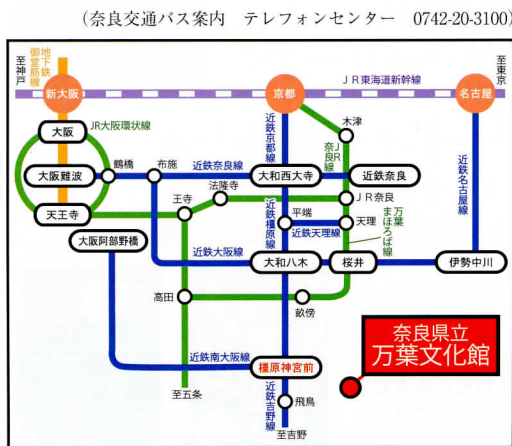 (奈良交通バス案内　テレフォンセンター　0742-20-3100)
至神戸
地下鉄
御堂筋線
至東京
新大阪
京都
JR東海道新幹線
名古屋
大阪
JR大阪環状線
近鉄京都線
JR
奈良線
木津
近鉄名古屋線
大阪難波
鶴橋
布施
近鉄奈良線
大和西大寺
近鉄奈良
法隆寺
王寺
JR奈良
天王寺
近鉄橿原線
平端
天理
万葉
まほろば線
近鉄天理線
大阪阿部野橋
近鉄大阪線
大和八木
桜井
伊勢中川
高田
畝傍
奈良県立
万葉文化館
近鉄南大阪線
橿原神宮前
近鉄吉野線
飛鳥
至五条
至吉野